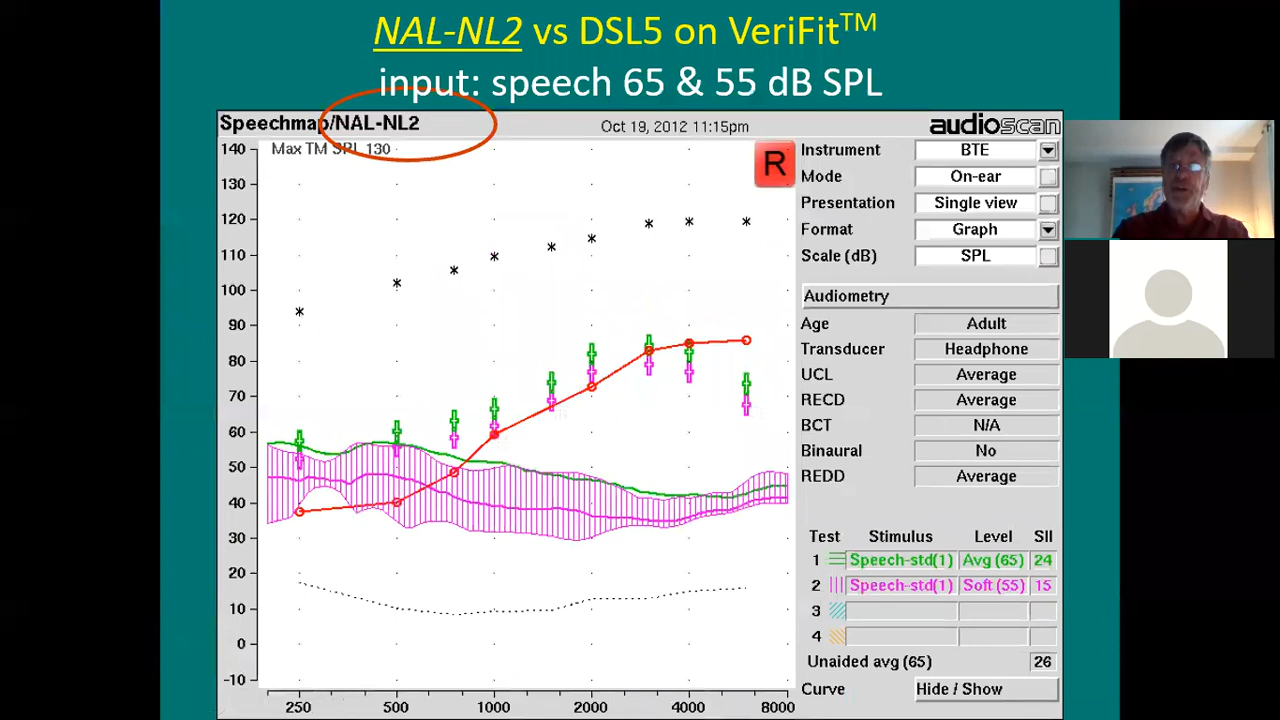 NAL-NL2 vs DSL5 on VeriFit™
input: speech 65 & 55 dB SPL
Speechmap/NAL-NL2
Oct 19, 2012 11:15pm
audioscan
Max TM SPL 130
R
140
130
120
110
100
90
80
70
60
50
40
30
20
10
0
-10
250 500 1000 2000 4000 8000
Instrument BTE
Mode On-ear
Presentation Single view
Format Graph
Scale (dB) SPL
Audiometry
Age Adult
Transducer Headphone
UCL Average
RECD Average
BCT N/A
Binaural No
REDD Average
Test Stimulus Level SII
1 Speech-std(1) Avg (65) 24
2 Speech-std(1) Soft (55) 15
3
4
Unaided avg (65) 26
Curve Hide / Show